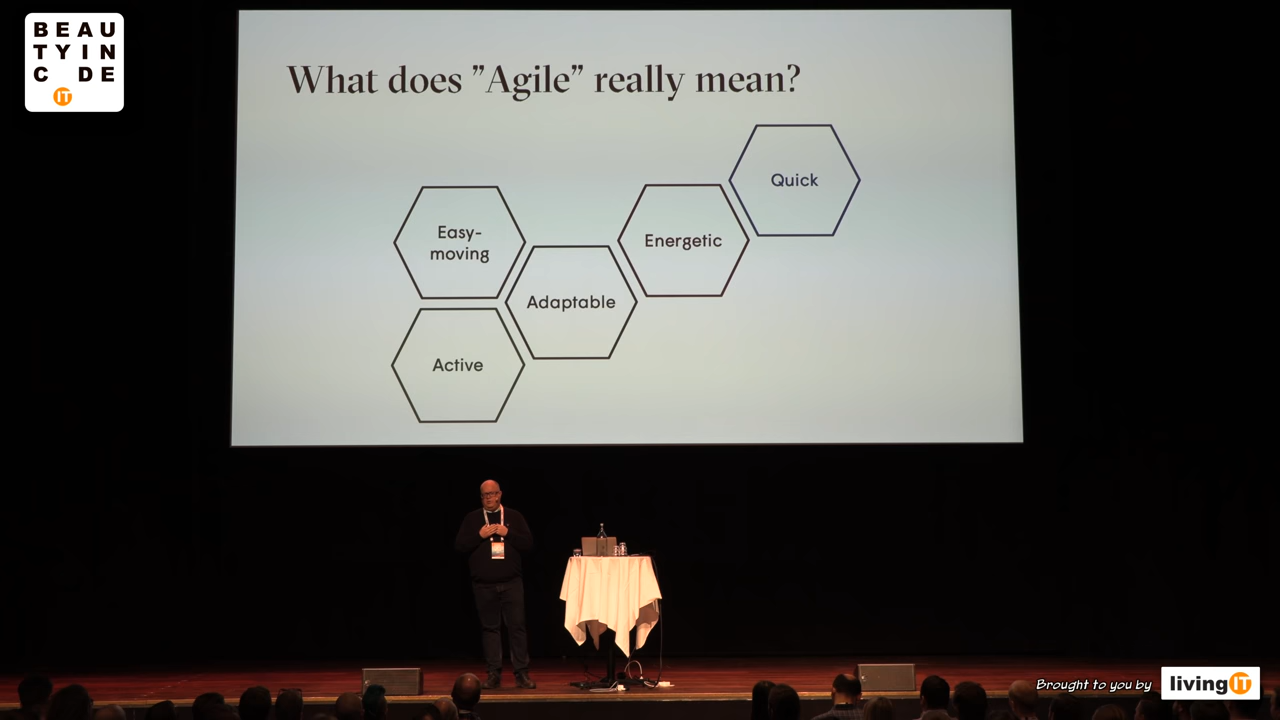 BEAU
TYIN
C DE
IT
What does ”Agile” really mean?
Quick
Easy-
moving
Energetic
Adaptable
Active
Brought to you by
livingIT